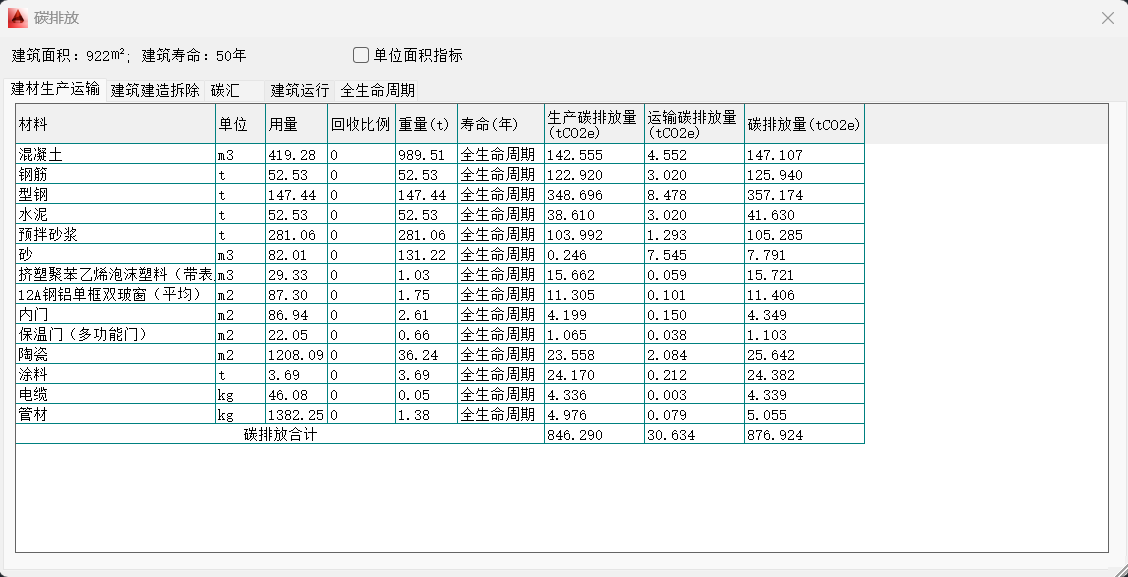 碳排放
建筑面积：922m²; 建筑寿命：50年 单位面积指标
建材生产运输 建筑建造拆除 碳汇 建筑运行 全生命周期
材料 单位 用量 回收比例 重量(t) 寿命(年) 生产碳排放量(tCO2e) 运输碳排放量(tCO2e) 碳排放量(tCO2e)
混凝土 m3 419.28 0 989.51 全生命周期 142.555 4.552 147.107
钢筋 t 52.53 0 52.53 全生命周期 122.920 3.020 125.940
型钢 t 147.44 0 147.44 全生命周期 348.696 8.478 357.174
水泥 t 52.53 0 52.53 全生命周期 38.610 3.020 41.630
预拌砂浆 t 281.06 0 281.06 全生命周期 103.992 1.293 105.285
砂 m3 82.01 0 131.22 全生命周期 0.246 7.545 7.791
挤塑聚苯乙烯泡沫塑料（带表 m3 29.33 0 1.03 全生命周期 15.662 0.059 15.721
12A钢铝单框双玻窗（平均） m2 87.30 0 1.75 全生命周期 11.305 0.101 11.406
内门 m2 86.94 0 2.61 全生命周期 4.199 0.150 4.349
保温门（多功能门） m2 22.05 0 0.66 全生命周期 1.065 0.038 1.103
陶瓷 m2 1208.09 0 36.24 全生命周期 23.558 2.084 25.642
涂料 t 3.69 0 3.69 全生命周期 24.170 0.212 24.382
电缆 kg 46.08 0 0.05 全生命周期 4.336 0.003 4.339
管材 kg 1382.25 0 1.38 全生命周期 4.976 0.079 5.055
碳排放合计 846.290 30.634 876.924